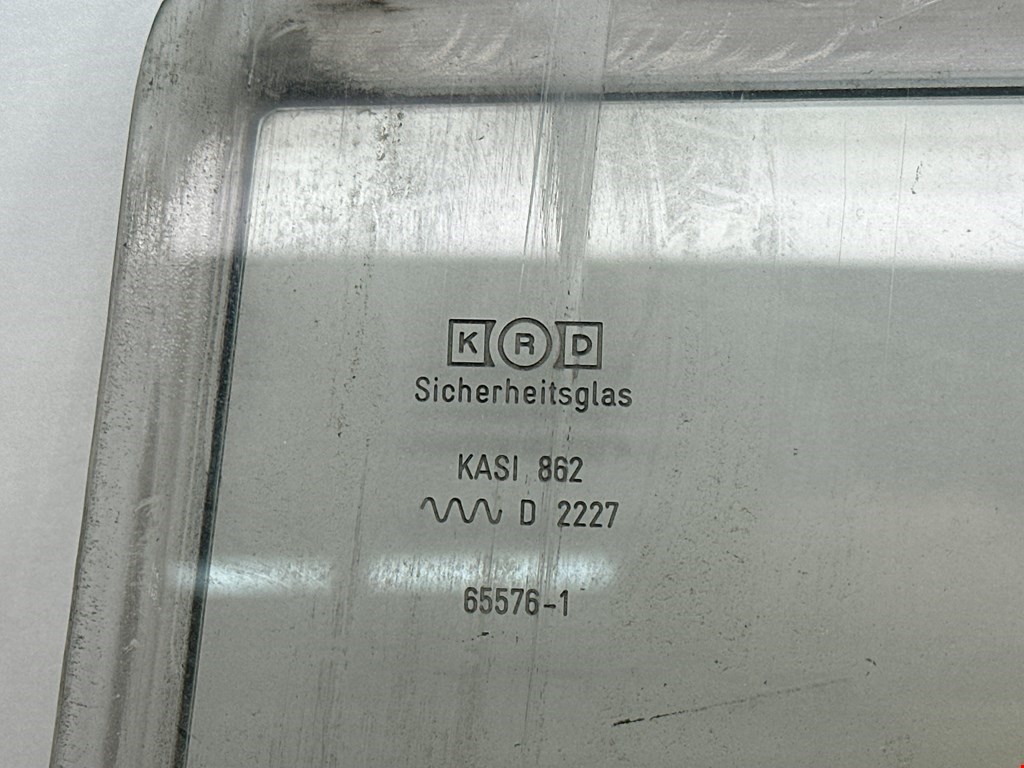 KRD
Sicherheitsglas
KASI 862
D 2227
65576-1